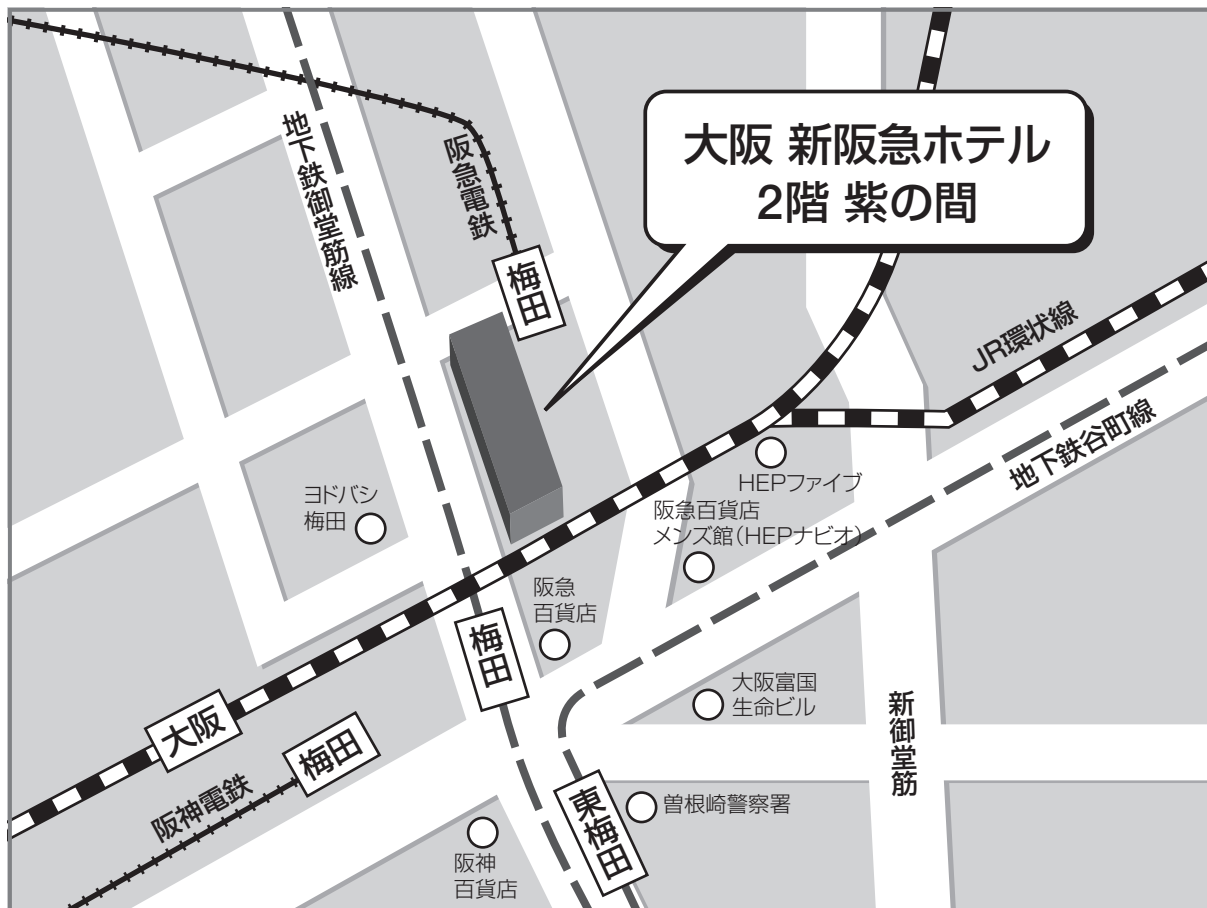 地下鉄御堂筋線
阪急電鉄
大阪 新阪急ホテル
2階 紫の間
梅田
JR環状線
地下鉄谷町線
ヨドバシ
梅田
HEPファイブ
阪急百貨店
メンズ館(HEPナビオ)
阪急
百貨店
梅田
大阪富国
生命ビル
新御堂筋
大阪
梅田
阪神電鉄
東梅田
曽根崎警察署
阪神
百貨店